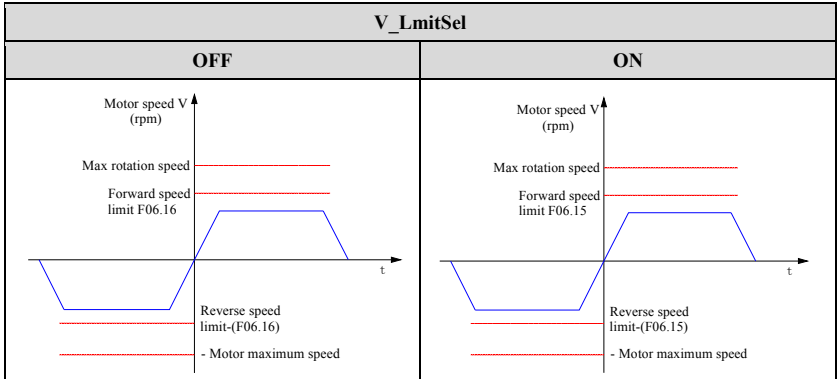 V_LmitSel
OFF
ON
Motor speed V
(rpm)
Max rotation speed
Forward speed
limit F06.16
t
Reverse speed
limit-(F06.16)
- Motor maximum speed
Motor speed V
(rpm)
Max rotation speed
Forward speed
limit F06.15
t
Reverse speed
limit-(F06.15)
- Motor maximum speed